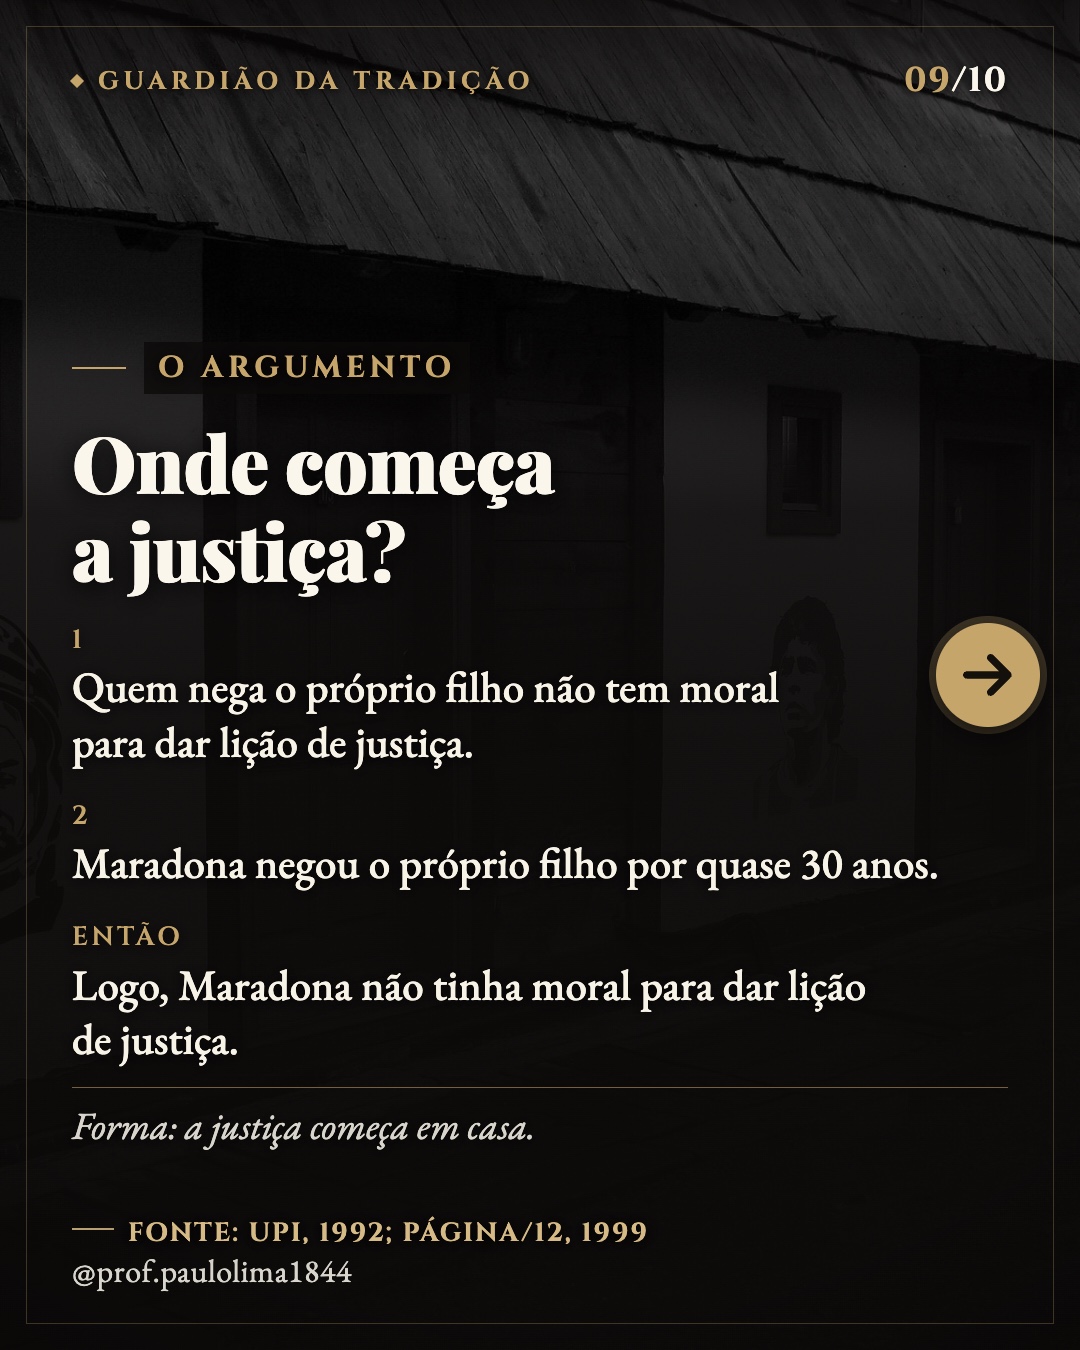 ◆ GUARDIÃO DA TRADIÇÃO
09/10
O ARGUMENTO
Onde começa
a justiça?
1
Quem nega o próprio filho não tem moral
para dar lição de justiça.
2
Maradona negou o próprio filho por quase 30 anos.
ENTÃO
Logo, Maradona não tinha moral para dar lição
de justiça.
Forma: a justiça começa em casa.
FONTE: UPI, 1992; PÁGINA/12, 1999
@prof.paulolima1844